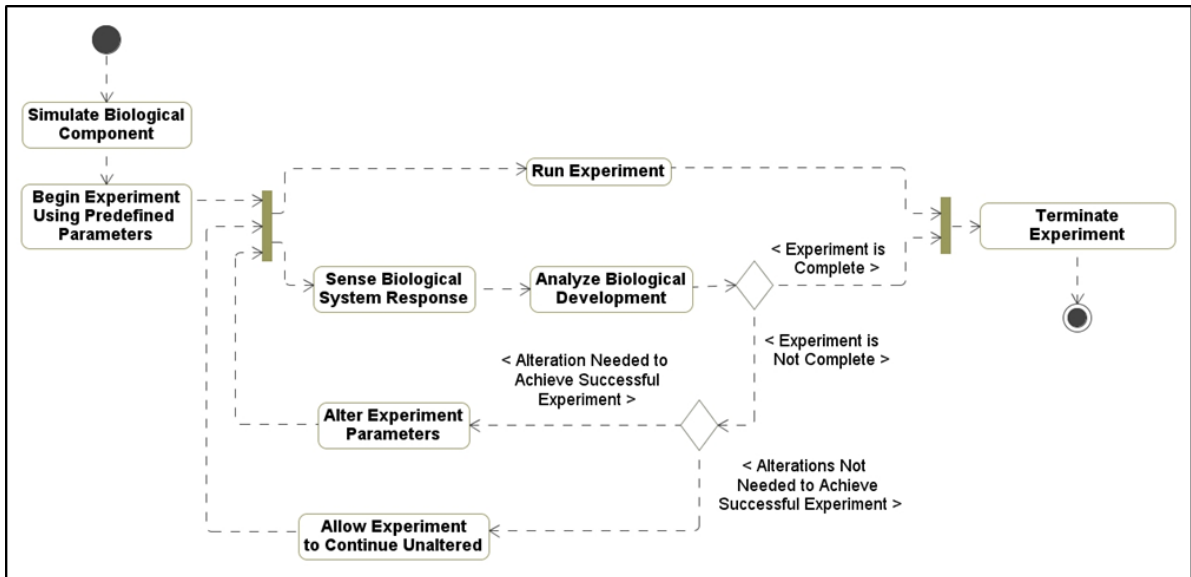 Simulate Biological
Component
Begin Experiment
Using Predefined
Parameters
Run Experiment
Terminate
Experiment
< Experiment is
Complete >
Sense Biological
System Response
Analyze Biological
Development
< Experiment is
Not Complete >
< Alteration Needed to
Achieve Successful
Experiment >
Alter Experiment
Parameters
< Alterations Not
Needed to Achieve
Successful Experiment >
Allow Experiment
to Continue Unaltered